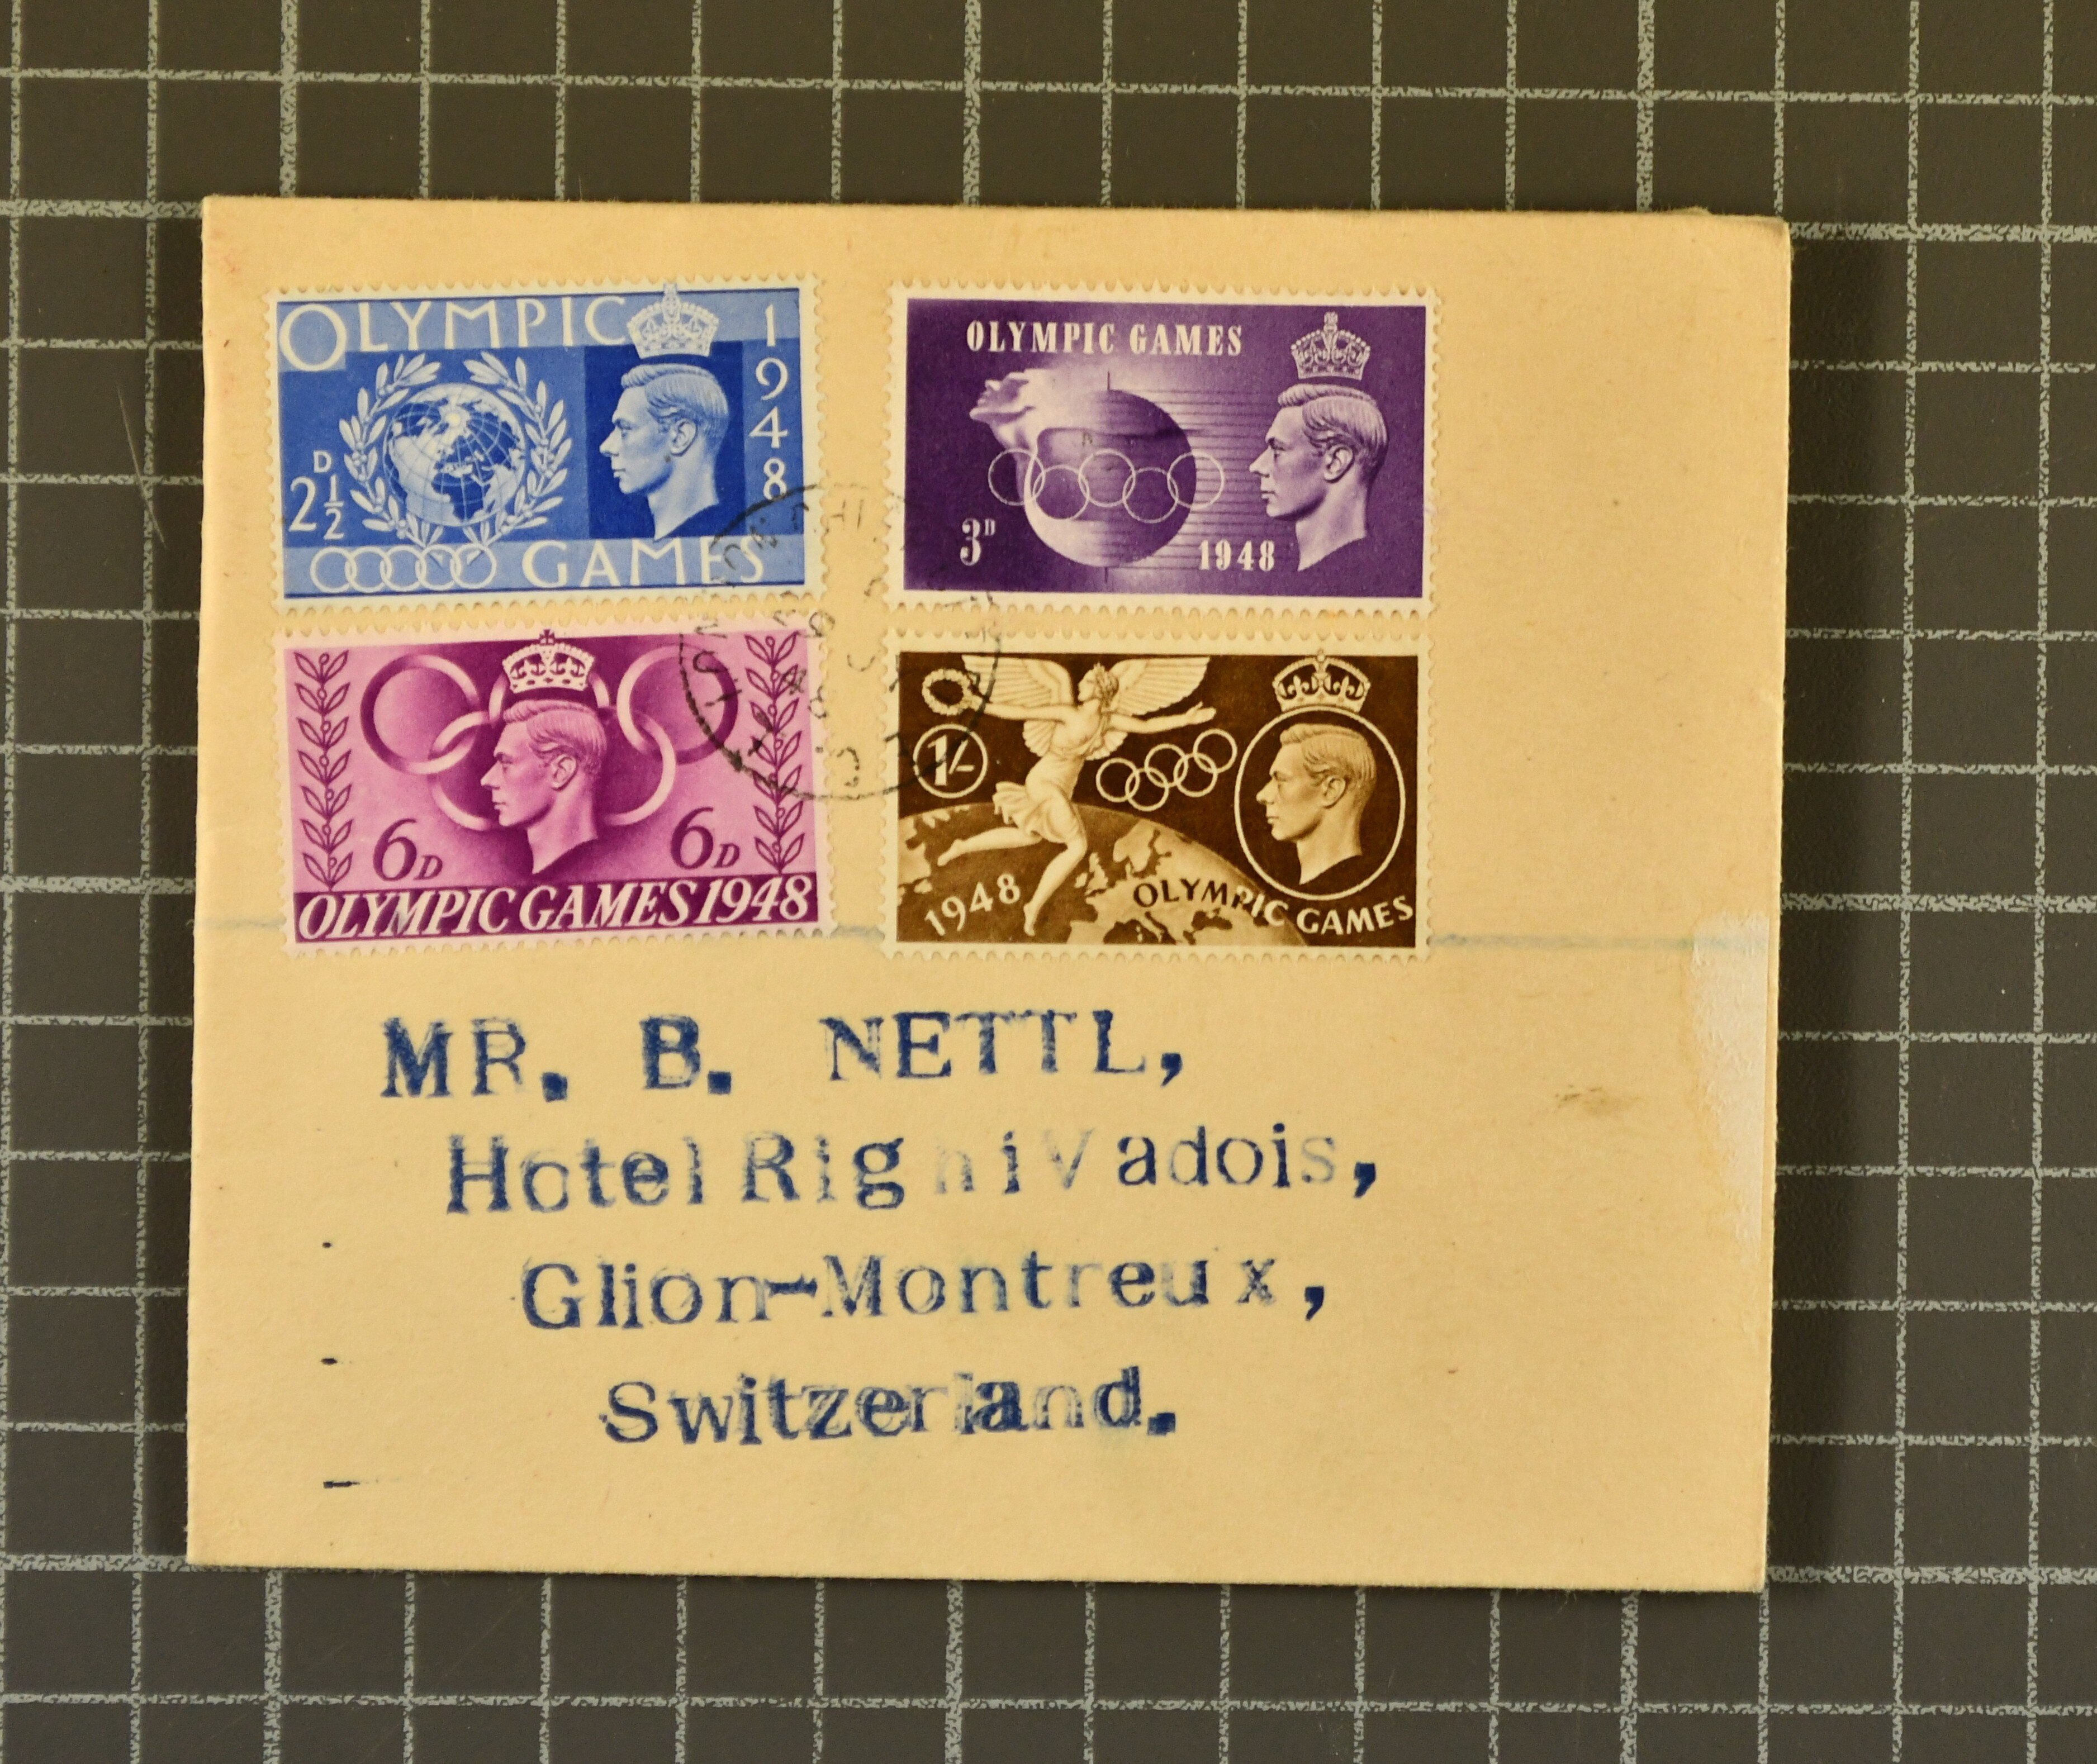 OLYMPIC 1948
2½D
GAMES
OLYMPIC GAMES
3D 1948
6D 6D
OLYMPIC GAMES 1948
1/-
1948 OLYMPIC GAMES
MR. B. NETTL,
Hotel Righi Vadois,
Glion-Montreux,
Switzerland.